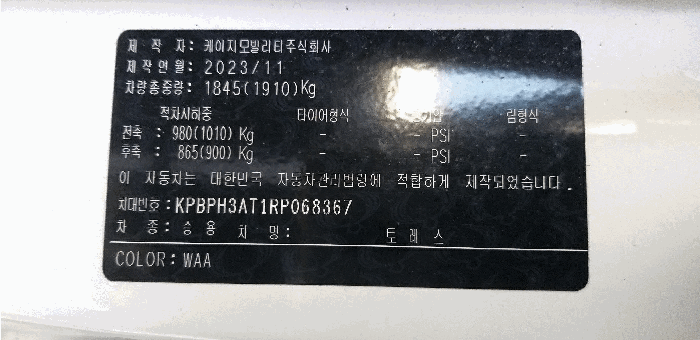 제 작 자: 케이지모빌리티주식회사
제작연월: 2023/11
차량총중량: 1845(1910)Kg
적차시하중 타이어형식 림형식
전축 : 980(1010) Kg - - PSI -
후축 : 865(900) Kg - - PSI -
이 자동차는 대한민국 자동차관리법령에 적합하게 제작되었습니다.
차대번호: KPBPH3AT1RP068367
차 종: 승용 차 명: 토레스
COLOR: WAA